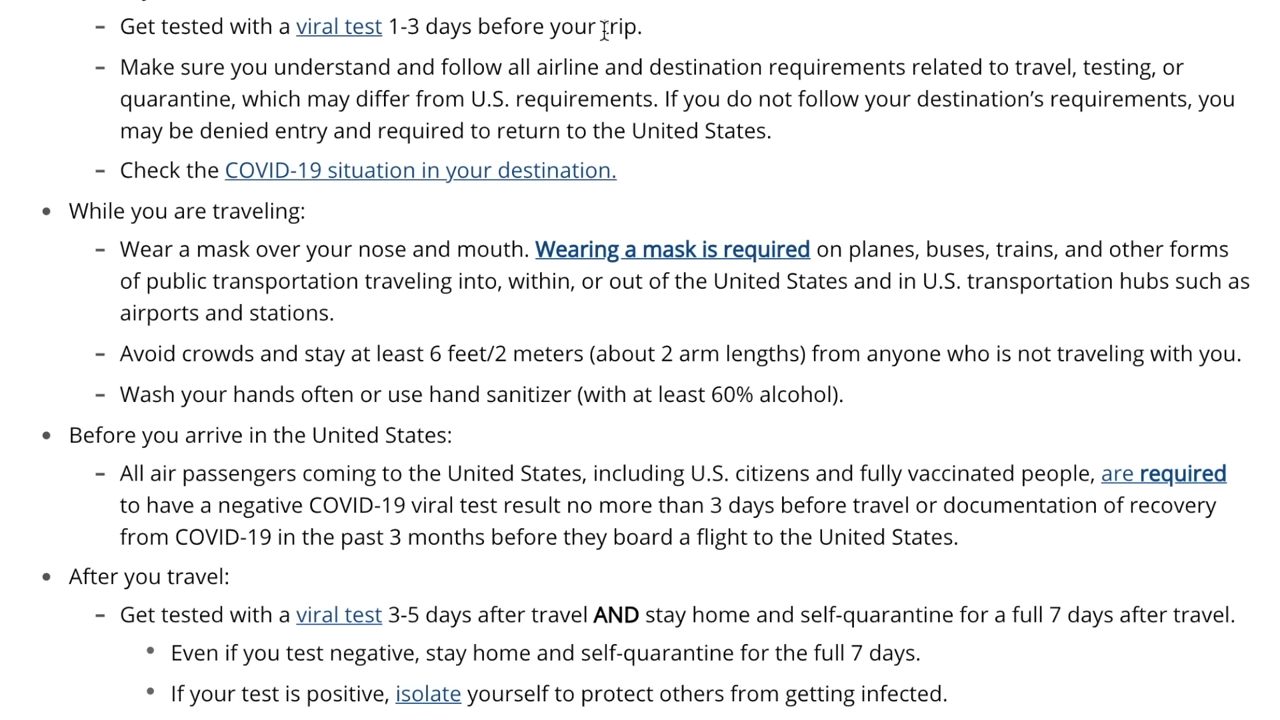 – Get tested with a viral test 1-3 days before your trip.
– Make sure you understand and follow all airline and destination requirements related to travel, testing, or
quarantine, which may differ from U.S. requirements. If you do not follow your destination’s requirements, you
may be denied entry and required to return to the United States.
– Check the COVID-19 situation in your destination.
• While you are traveling:
– Wear a mask over your nose and mouth. Wearing a mask is required on planes, buses, trains, and other forms
of public transportation traveling into, within, or out of the United States and in U.S. transportation hubs such as
airports and stations.
– Avoid crowds and stay at least 6 feet/2 meters (about 2 arm lengths) from anyone who is not traveling with you.
– Wash your hands often or use hand sanitizer (with at least 60% alcohol).
• Before you arrive in the United States:
– All air passengers coming to the United States, including U.S. citizens and fully vaccinated people, are required
to have a negative COVID-19 viral test result no more than 3 days before travel or documentation of recovery
from COVID-19 in the past 3 months before they board a flight to the United States.
• After you travel:
– Get tested with a viral test 3-5 days after travel AND stay home and self-quarantine for a full 7 days after travel.
• Even if you test negative, stay home and self-quarantine for the full 7 days.
• If your test is positive, isolate yourself to protect others from getting infected.